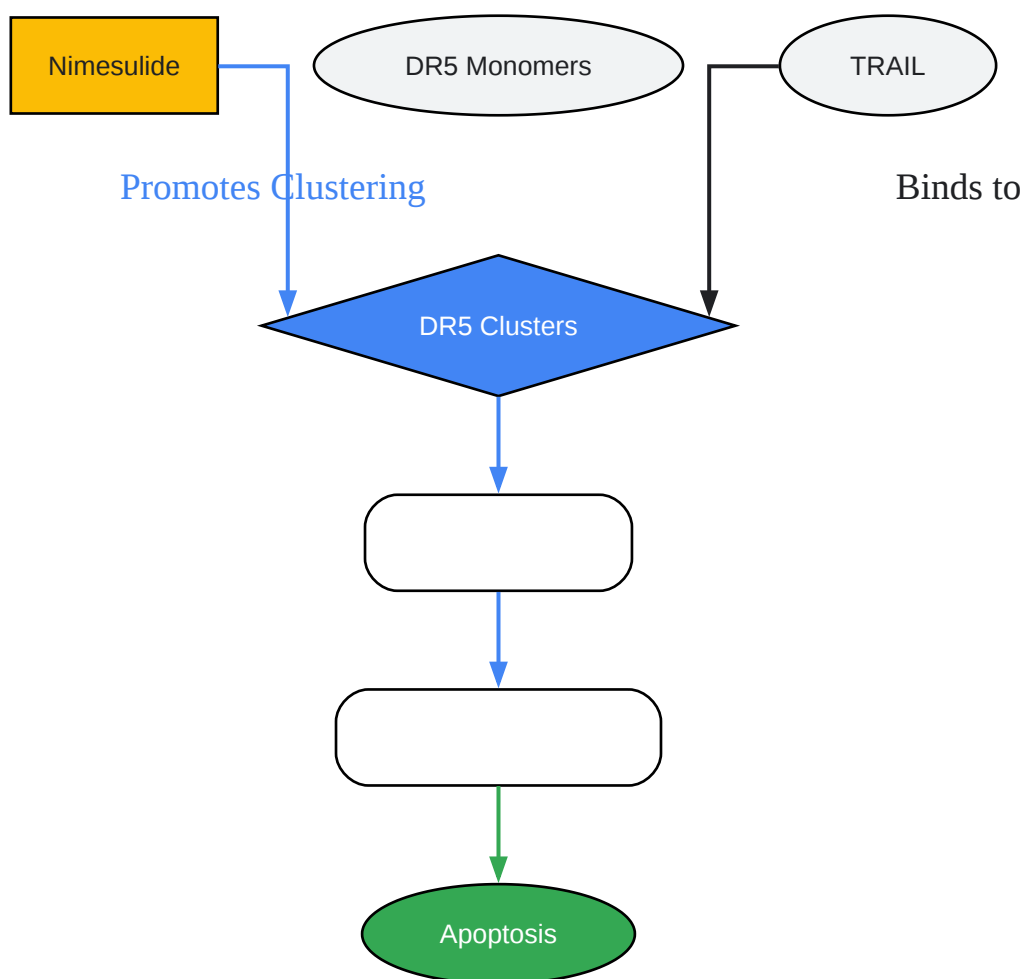 Nimesulide
DR5 Monomers
TRAIL
Promotes Clustering
Binds to
DR5 Clusters
Apoptosis